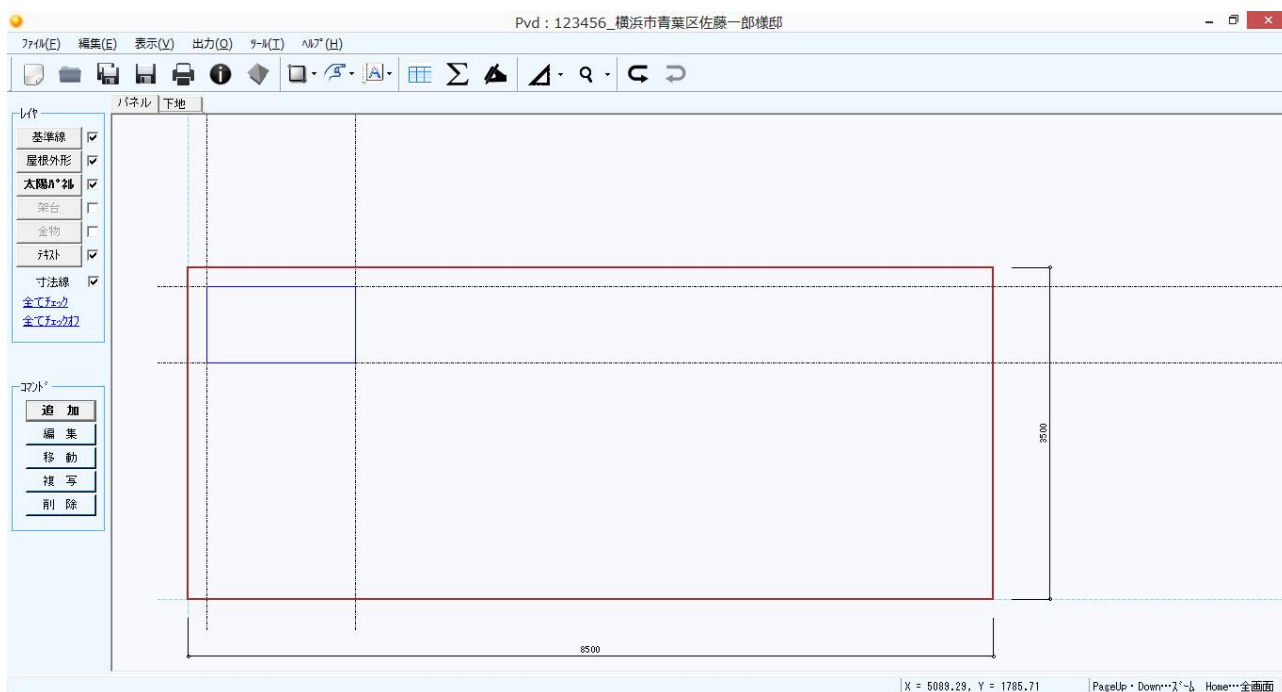 Pvd : 123456_横浜市青葉区佐藤一郎様邸
ﾌｧｲﾙ(F) 編集(E) 表示(V) 出力(O) ﾂｰﾙ(T) ﾍﾙﾌﾟ(H)
パネル 下地
ﾚｲﾔ
基準線
屋根外形
太陽ﾊﾟﾈﾙ
架台
金物
ﾃｷｽﾄ
寸法線
全てﾁｪｯｸ
全てﾁｪｯｸｵﾌ
ｺﾏﾝﾄﾞ
追 加
編 集
移 動
複 写
削 除
3500
8500
X = 5089.29, Y = 1785.71 PageUp・Down…ｽﾞｰﾑ Home…全画面